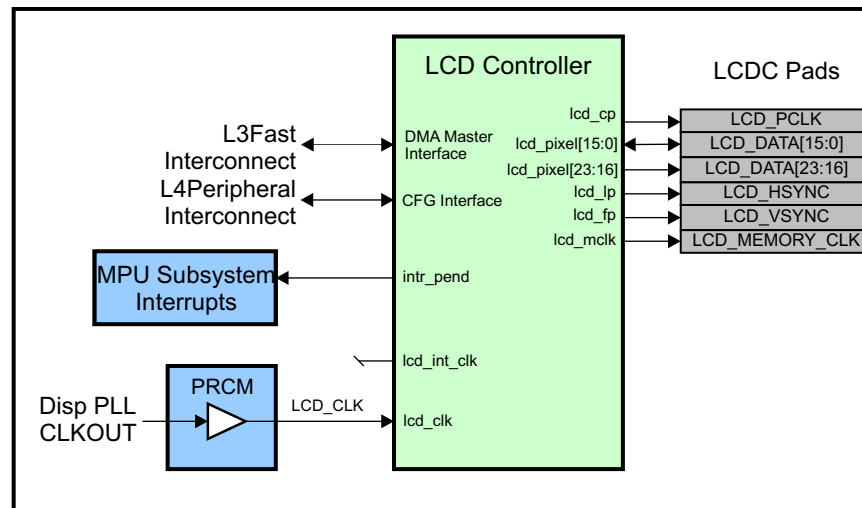 LCD Controller
LCDC Pads
lcd_cp
LCD_PCLK
L3Fast
Interconnect
DMA Master
Interface
lcd_pixel[15:0]
LCD_DATA[15:0]
lcd_pixel[23:16]
LCD_DATA[23:16]
L4Peripheral
Interconnect
CFG Interface
lcd_lp
LCD_HSYNC
lcd_fp
LCD_VSYNC
lcd_mclk
LCD_MEMORY_CLK
MPU Subsystem
Interrupts
intr_pend
lcd_int_clk
PRCM
Disp PLL
CLKOUT
LCD_CLK
lcd_clk